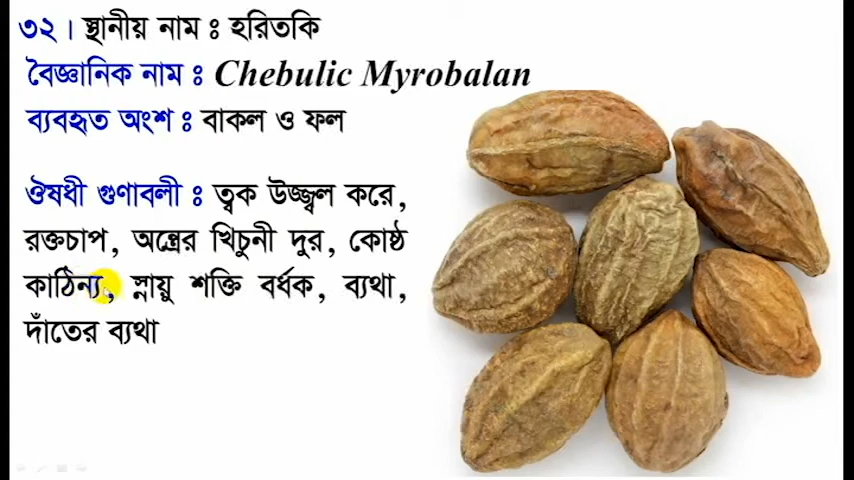 ৩২। স্থানীয় নাম ঃ হরিতকি
বৈজ্ঞানিক নাম ঃ Chebulic Myrobalan
ব্যবহৃত অংশ ঃ বাকল ও ফল
ঔষধী গুণাবলী ঃ ত্বক উজ্জ্বল করে,
রক্তচাপ, অন্ত্রের খিচুনী দুর, কোষ্ঠ
কাঠিন্য, স্নায়ু শক্তি বর্ধক, ব্যথা,
দাঁতের ব্যথা